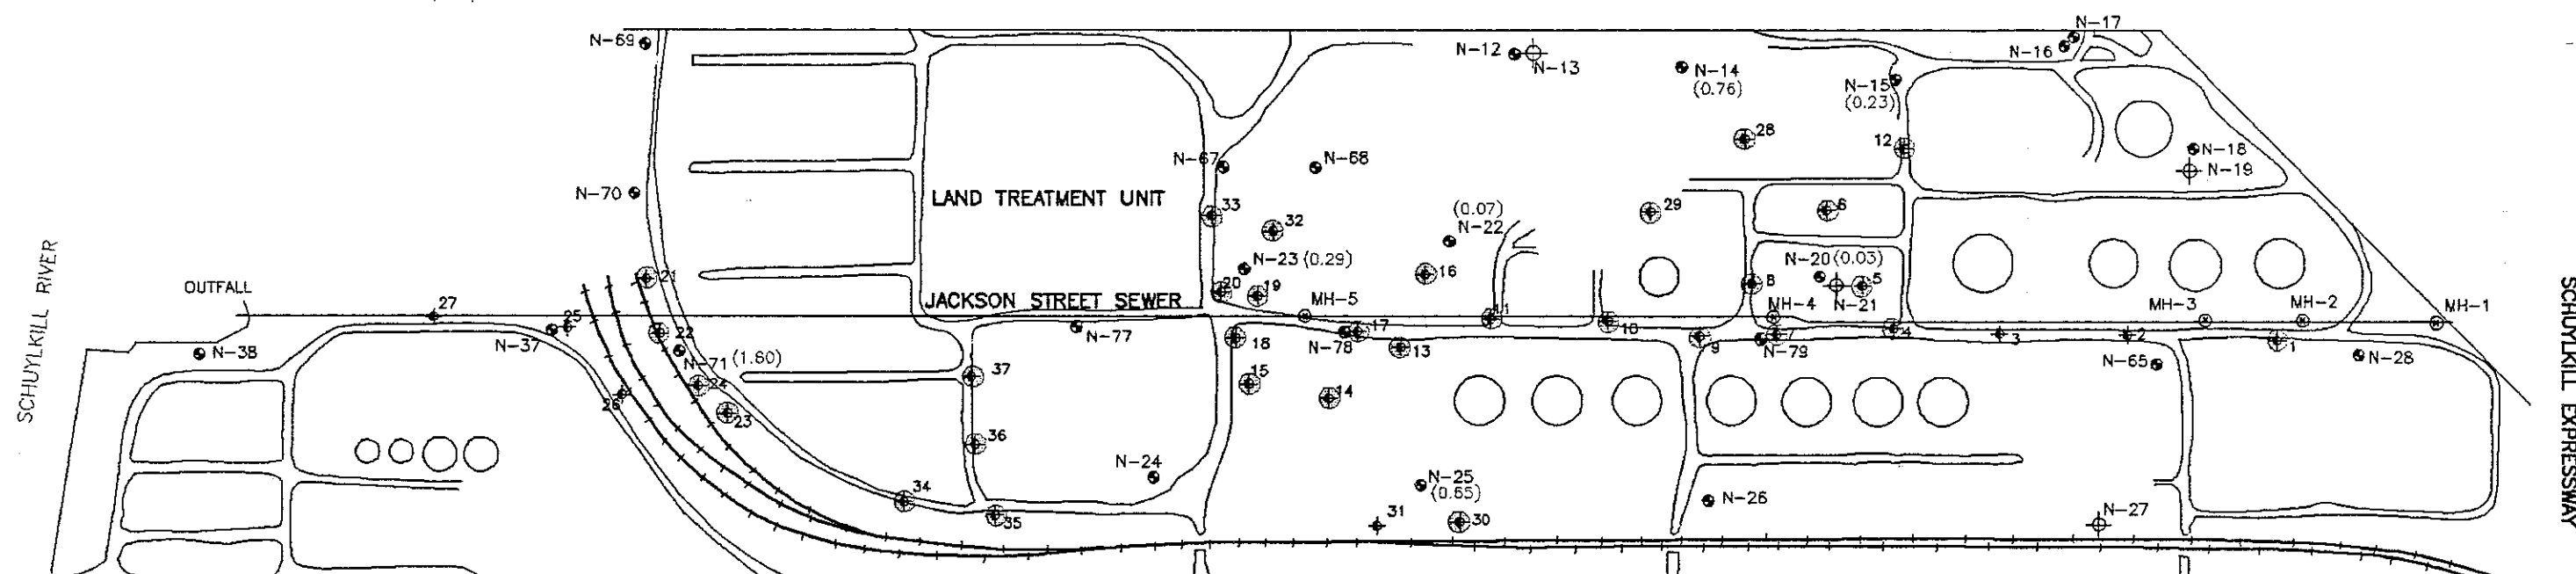 N-17
N-69
N-12
N-13
N-16
N-14
(0.76)
N-15
(0.23)
28
12
N-18
N-19
N-67
N-68
N-70
LAND TREATMENT UNIT
33
32
(0.07)
N-22
29
6
N-23 (0.29)
N-20 (0.03)
16
8
5
21
OUTFALL
SCHUYLKILL RIVER
20
19
JACKSON STREET SEWER
MH-5
11
MH-4
N-21
MH-3
MH-2
MH-1
SCHUYLKILL EXPRESSWAY
27
25
N-37
N-38
22
N-71 (1.80)
N-77
18
N-78
17
13
10
9
7
N-79
4
3
2
N-65
1
N-28
24
26
23
37
15
14
36
N-24
N-25
(0.65)
N-26
34
35
31
30
N-27